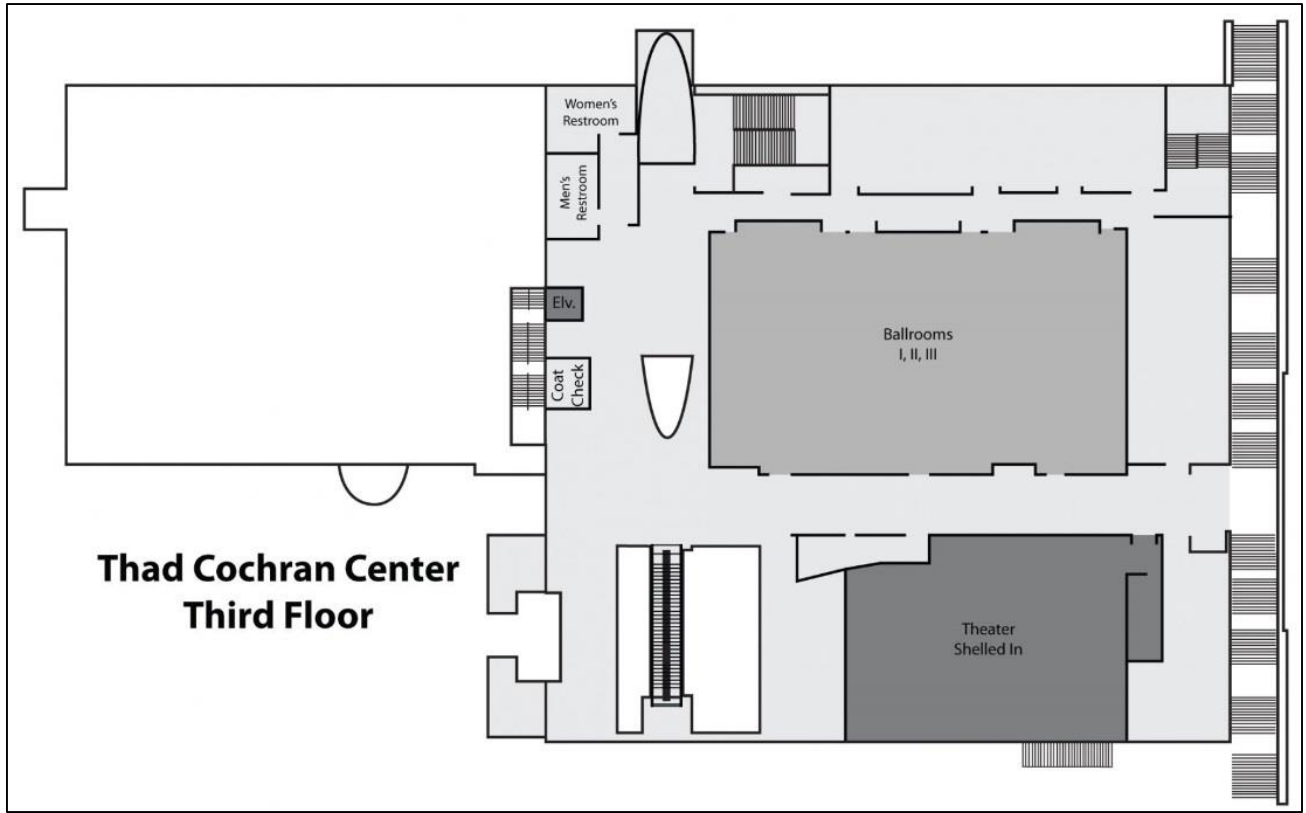 Women's
Restroom
Men's
Restroom
Elv.
Coat
Check
Ballrooms
I, II, III
Thad Cochran Center
Third Floor
Theater
Shelled In